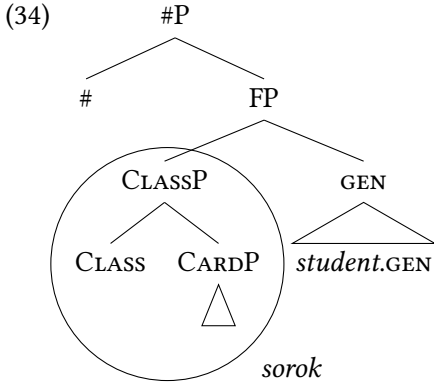 (34) #P
# FP
CLASSP GEN
CLASS CARDP student.GEN
sorok